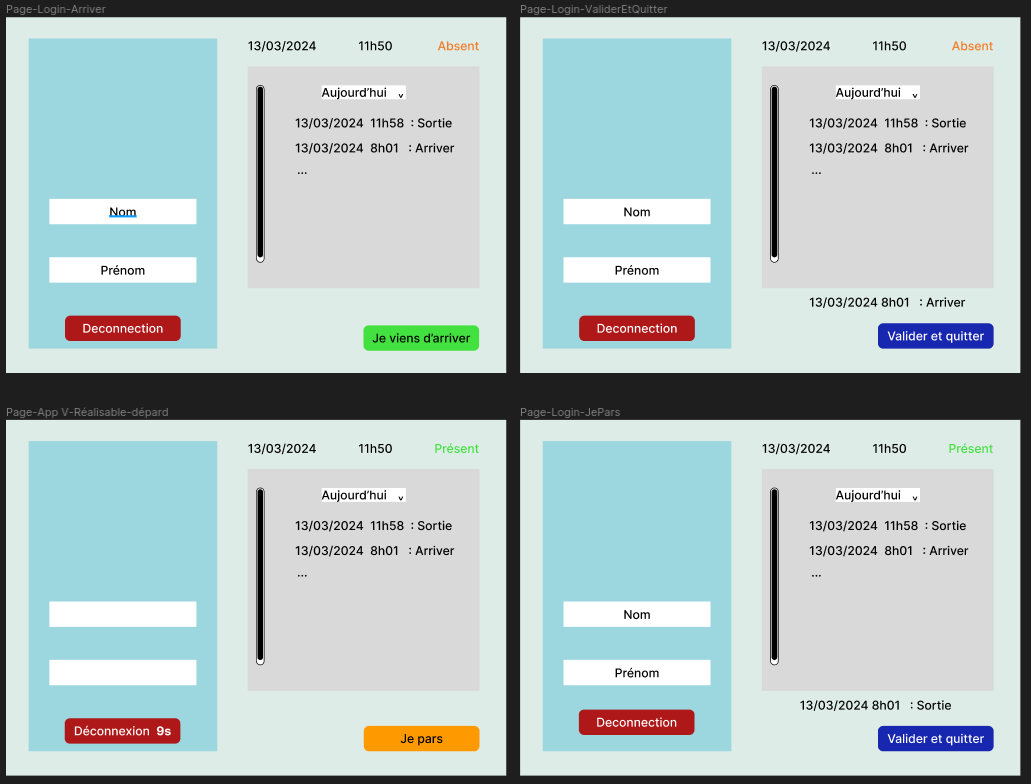 Page-Login-Arriver
13/03/2024 11h50 Absent
Aujourd'hui
13/03/2024 11h58 : Sortie
13/03/2024 8h01 : Arriver
...
Nom
Prénom
Deconnection
Je viens d'arriver
Page-Login-ValiderEtQuitter
13/03/2024 11h50 Absent
Aujourd'hui
13/03/2024 11h58 : Sortie
13/03/2024 8h01 : Arriver
...
Nom
Prénom
13/03/2024 8h01 : Arriver
Deconnection
Valider et quitter
Page-App V-Réalisable-dépard
13/03/2024 11h50 Présent
Aujourd'hui
13/03/2024 11h58 : Sortie
13/03/2024 8h01 : Arriver
...
Déconnexion 9s
Je pars
Page-Login-JePars
13/03/2024 11h50 Présent
Aujourd'hui
13/03/2024 11h58 : Sortie
13/03/2024 8h01 : Arriver
...
Nom
Prénom
13/03/2024 8h01 : Sortie
Deconnection
Valider et quitter